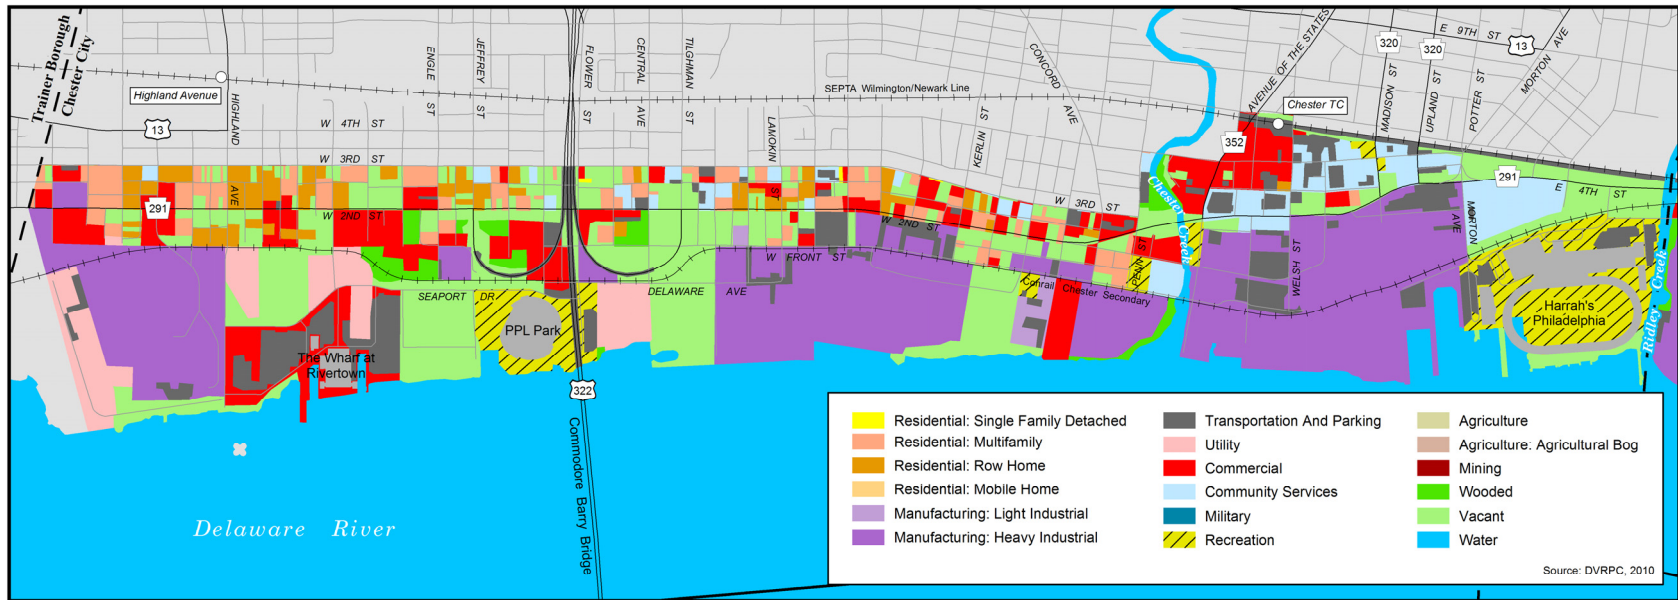 Trainer Borough
Chester City
Highland Avenue
13
HIGHLAND
AVE
W 4TH ST
W 3RD ST
W 2ND ST
291
ENGLE
ST
JEFFREY
ST
FLOWER
ST
CENTRAL
AVE
TILGHMAN
ST
LAMOKIN
ST
SEPTA Wilmington/Newark Line
KERLIN ST
CONCORD
AVE
AVENUE OF THE STATES
352
Chester TC
320
MADISON ST
320
UPLAND ST
POTTER ST
E 9TH ST
13
MORTON AVE
291
E 4TH ST
W 3RD ST
W 2ND ST
W FRONT ST
PENN ST
Chester Creek
WELSH ST
MORTON
AVE
Conrail Chester Secondary
SEAPORT DR
DELAWARE AVE
PPL Park
The Wharf at
Rivertown
Harrah's
Philadelphia
Ridley Creek
322
Commodore Barry Bridge
Delaware River
Residential: Single Family Detached
Residential: Multifamily
Residential: Row Home
Residential: Mobile Home
Manufacturing: Light Industrial
Manufacturing: Heavy Industrial
Transportation And Parking
Utility
Commercial
Community Services
Military
Recreation
Agriculture
Agriculture: Agricultural Bog
Mining
Wooded
Vacant
Water
Source: DVRPC, 2010